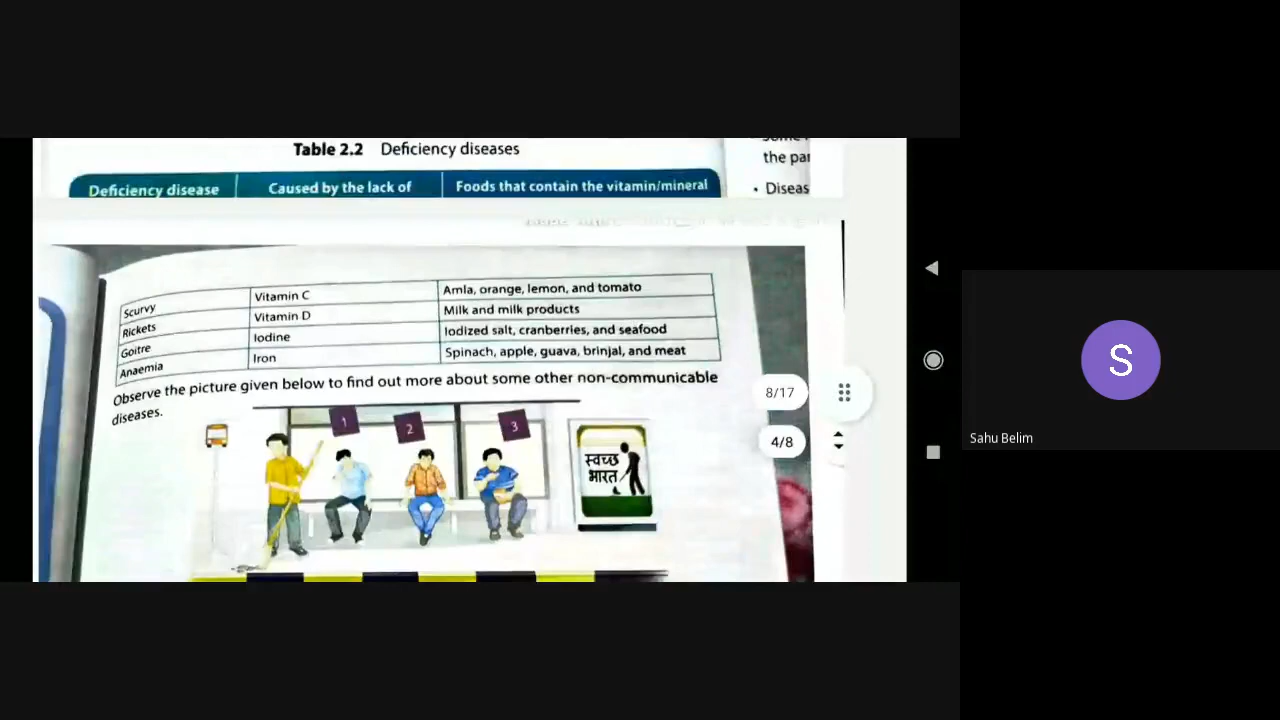 Table 2.2 Deficiency diseases
the par
• Diseas
Deficiency disease Caused by the lack of Foods that contain the vitamin/mineral
Scurvy Vitamin C Amla, orange, lemon, and tomato
Rickets Vitamin D Milk and milk products
Goitre Iodine Iodized salt, cranberries, and seafood
Anaemia Iron Spinach, apple, guava, brinjal, and meat
Observe the picture given below to find out more about some other non-communicable
diseases.
1
2
3
स्वच्छ
भारत
8/17
4/8
S
Sahu Belim